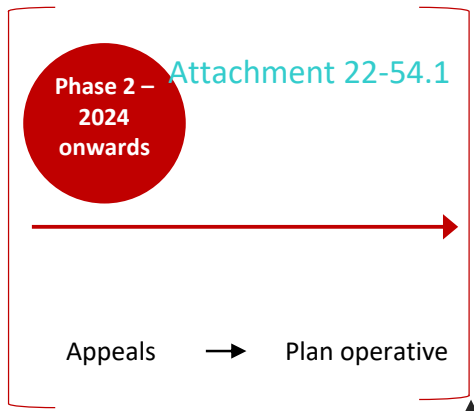 Attachment 22-54.1
Phase 2 –
2024
onwards
Appeals → Plan operative